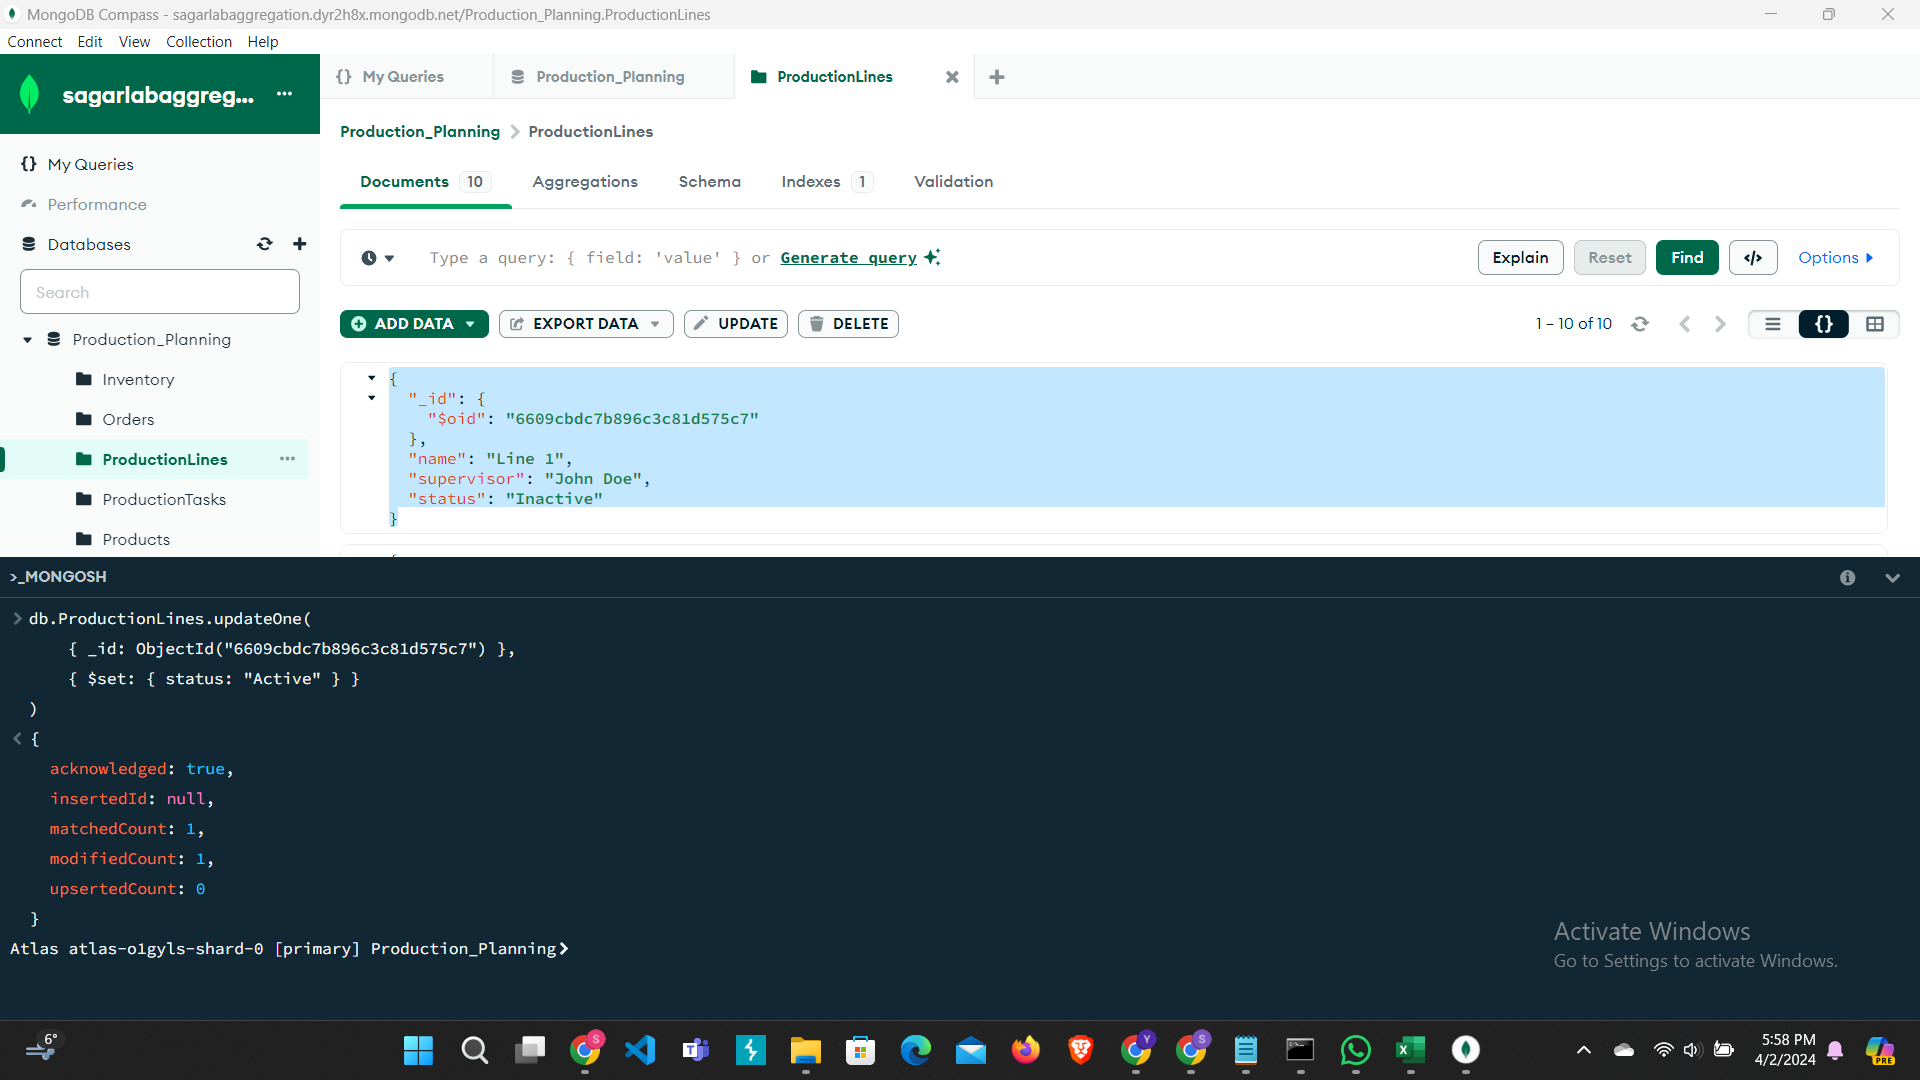 MongoDB Compass - sagarlabaggregation.dyr2h8x.mongodb.net/Production_Planning.ProductionLines
Connect Edit View Collection Help
sagarlabaggreg... ...
{} My Queries
Performance
Databases
Search
Production_Planning
Inventory
Orders
ProductionLines ...
ProductionTasks
Products
{} My Queries
Production_Planning
ProductionLines
Production_Planning > ProductionLines
Documents 10 Aggregations Schema Indexes 1 Validation
Type a query: { field: 'value' } or Generate query
Explain Reset Find </> Options
ADD DATA EXPORT DATA UPDATE DELETE
1 – 10 of 10 {}
{
"_id": {
"$oid": "6609cbdc7b896c3c81d575c7"
},
"name": "Line 1",
"supervisor": "John Doe",
"status": "Inactive"
}
{
>_MONGOSH
> db.ProductionLines.updateOne(
{ _id: ObjectId("6609cbdc7b896c3c81d575c7") },
{ $set: { status: "Active" } }
)
< {
acknowledged: true,
insertedId: null,
matchedCount: 1,
modifiedCount: 1,
upsertedCount: 0
}
Atlas atlas-o1gyls-shard-0 [primary] Production_Planning>
Activate Windows
Go to Settings to activate Windows.
6°
S
Y
S
5:58 PM
4/2/2024
PRE